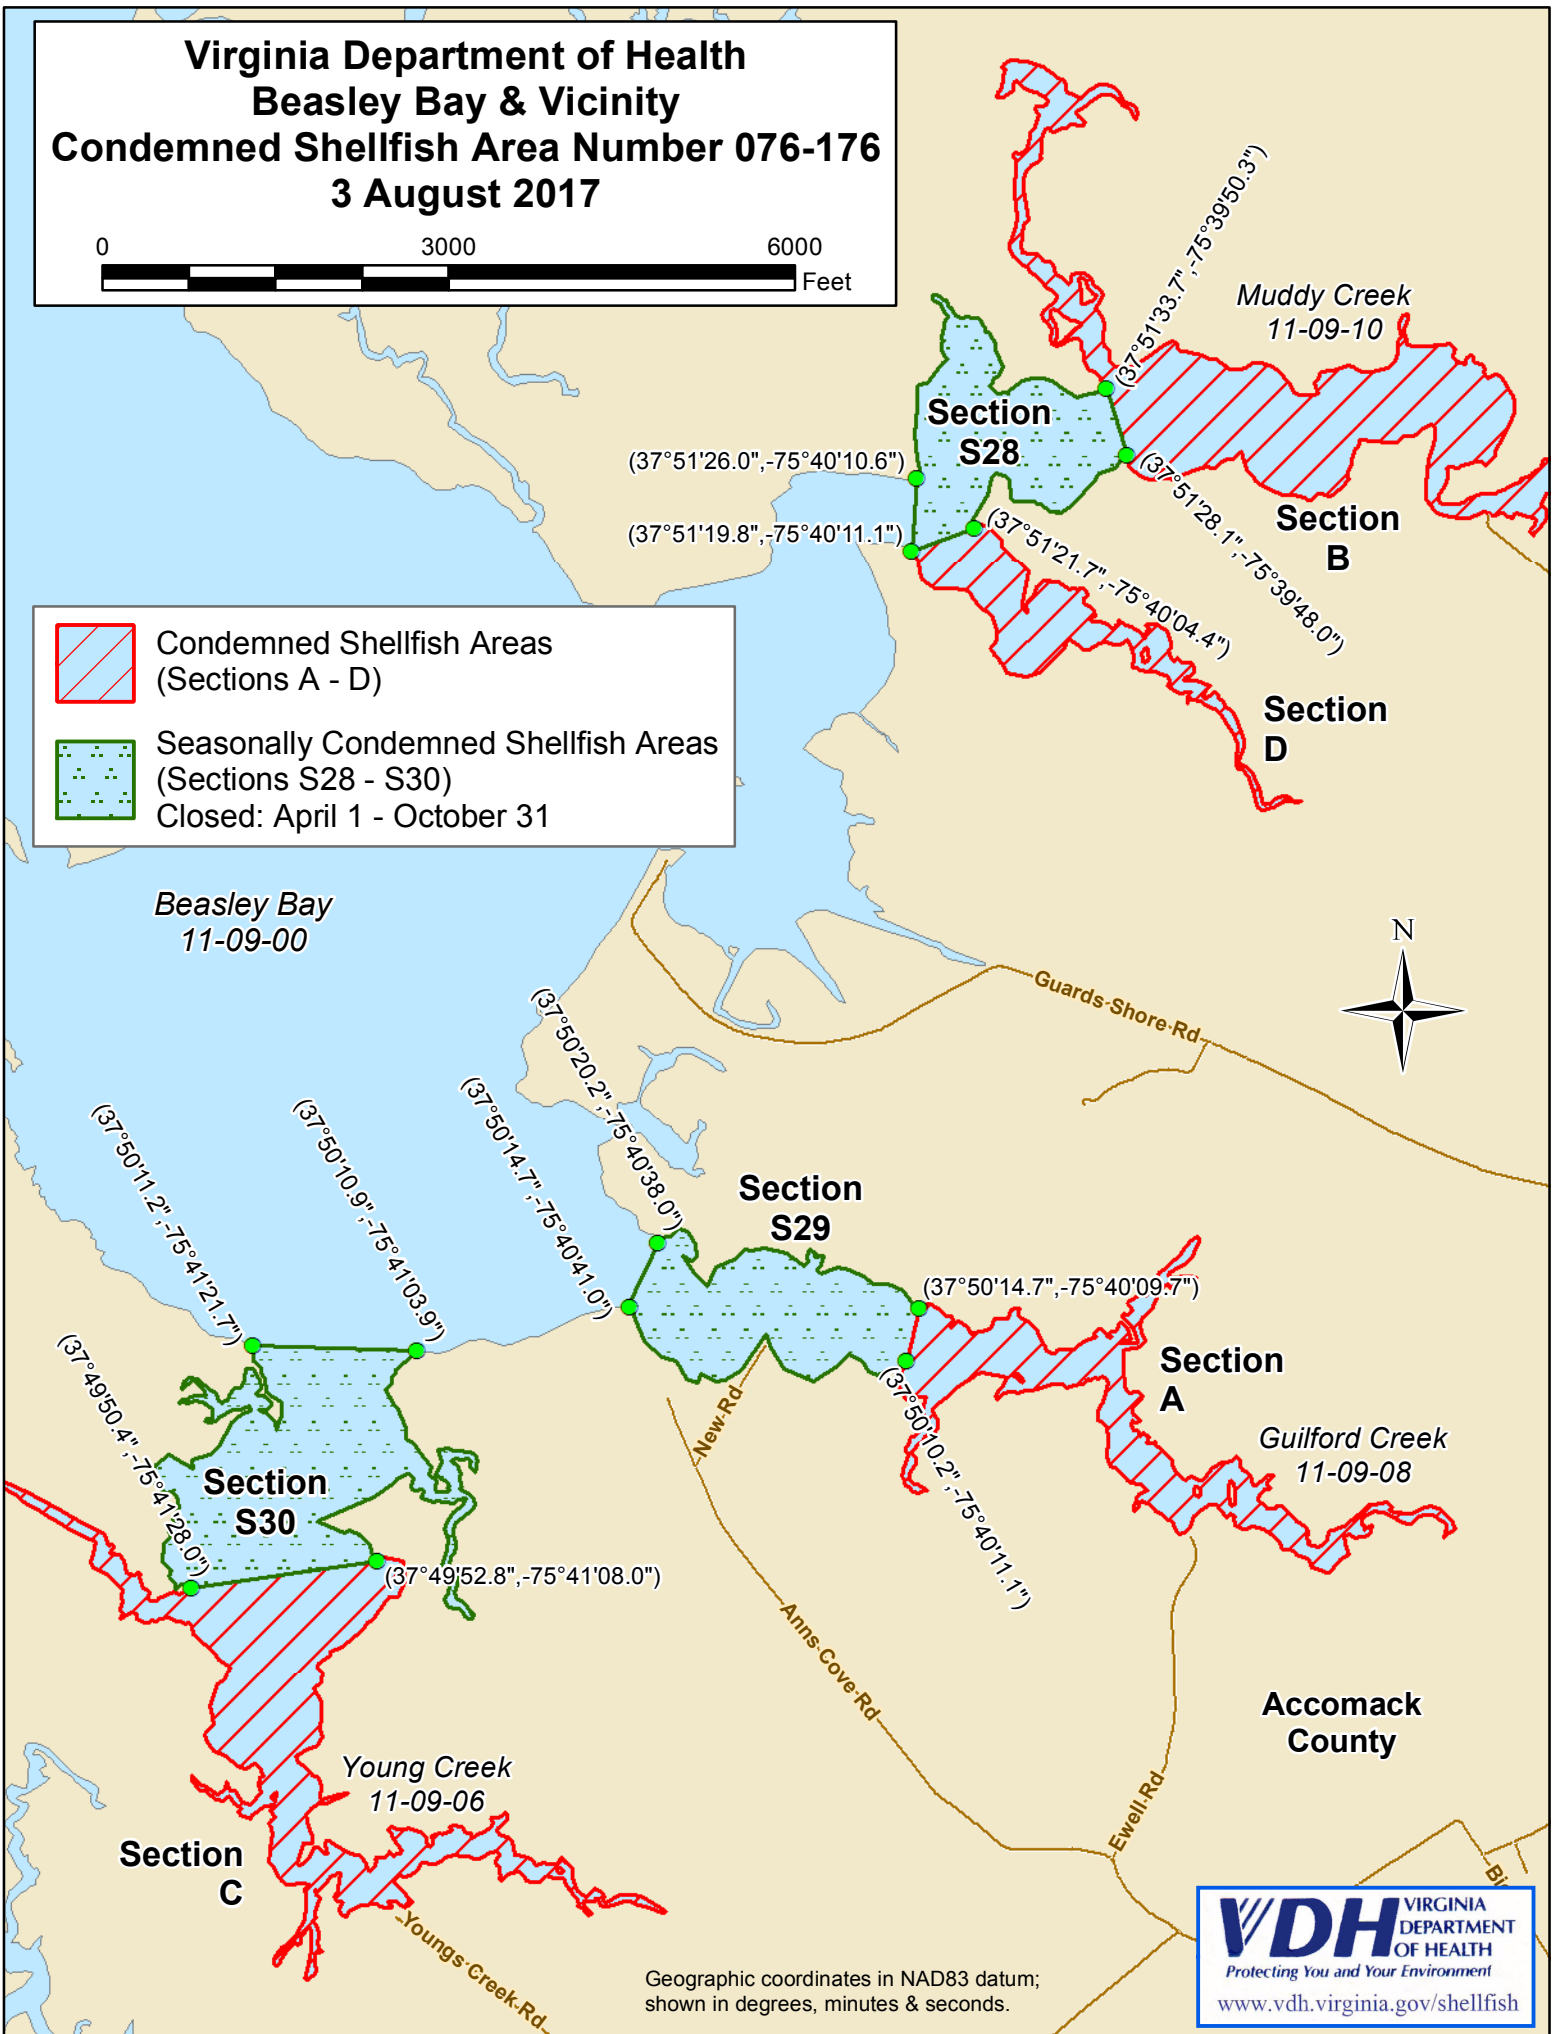 Virginia Department of Health
Beasley Bay & Vicinity
Condemned Shellfish Area Number 076-176
3 August 2017
0 3000 6000
Feet
(37°51'33.7",-75°39'50.3")
Muddy Creek
11-09-10
Section
S28
(37°51'26.0",-75°40'10.6")
(37°51'28.1",-75°39'48.0")
(37°51'19.8",-75°40'11.1")
(37°51'21.7",-75°40'04.4")
Section
B
Condemned Shellfish Areas
(Sections A - D)
Seasonally Condemned Shellfish Areas
(Sections S28 - S30)
Closed: April 1 - October 31
Section
D
Beasley Bay
11-09-00
N
Guards Shore Rd
(37°50'20.2",-75°40'38.0")
(37°50'14.7",-75°40'41.0")
(37°50'10.9",-75°41'03.9")
(37°50'11.2",-75°41'21.7")
Section
S29
(37°50'14.7",-75°40'09.7")
(37°49'50.4",-75°41'28.0")
Section
A
(37°50'10.2",-75°40'11.1")
New Rd
Guilford Creek
11-09-08
Section
S30
(37°49'52.8",-75°41'08.0")
Anns Cove Rd
Accomack
County
Young Creek
11-09-06
Ewell Rd
Section
C
Youngs Creek Rd
Geographic coordinates in NAD83 datum;
shown in degrees, minutes & seconds.
VDH VIRGINIA
DEPARTMENT
OF HEALTH
Protecting You and Your Environment
www.vdh.virginia.gov/shellfish